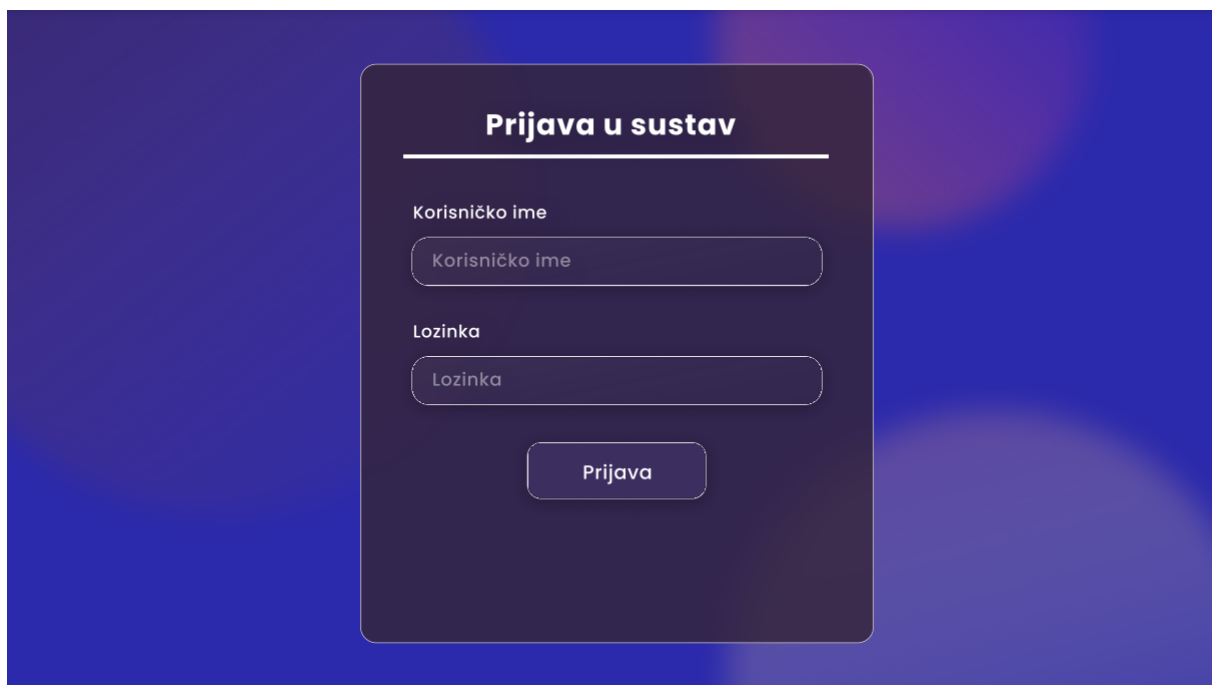 Prijava u sustav
Korisničko ime
Korisničko ime
Lozinka
Lozinka
Prijava